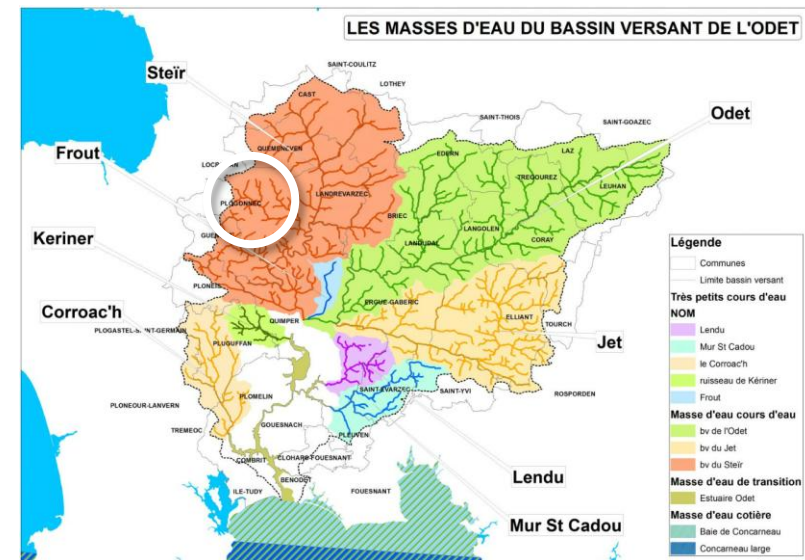 LES MASSES D'EAU DU BASSIN VERSANT DE L'ODET
SAINT-COULITZ
Steïr
LOTHEY
CAST
SAINT-THOIS
SAINT-GOAZEC
Odet
QUEMENEVEN
Frout
EDERN
LAZ
TREGOUREZ
LEUHAN
PLOGONNEC
LANDREVARZEC
BRIEC
LANGOLEN
Keriner
LANDUDAL
CORAY
PLONEIS
ERGUE-GABERIC
Corroac'h
ELLIANT
TOURCH
QUIMPER
PLOGASTEL-SAINT-GERMAIN
PLUGUFFAN
Jet
SAINT-EVARZEC
SAINT-YVI
ROSPORDEN
PLOMELIN
PLONEOUR-LANVERN
GOUESNACH
TREMEOC
PLEUVEN
COMBRIT
CLOHARS-FOUESNANT
Lendu
BENODET
ILE-TUDY
FOUESNANT
Mur St Cadou
Légende
Communes
Limite bassin versant
Très petits cours d'eau
NOM
Lendu
Mur St Cadou
le Corroac'h
ruisseau de Kériner
Frout
Masse d'eau cours d'eau
bv de l'Odet
bv du Jet
bv du Steïr
Masse d'eau de transition
Estuaire Odet
Masse d'eau cotière
Baie de Concarneau
Concarneau large